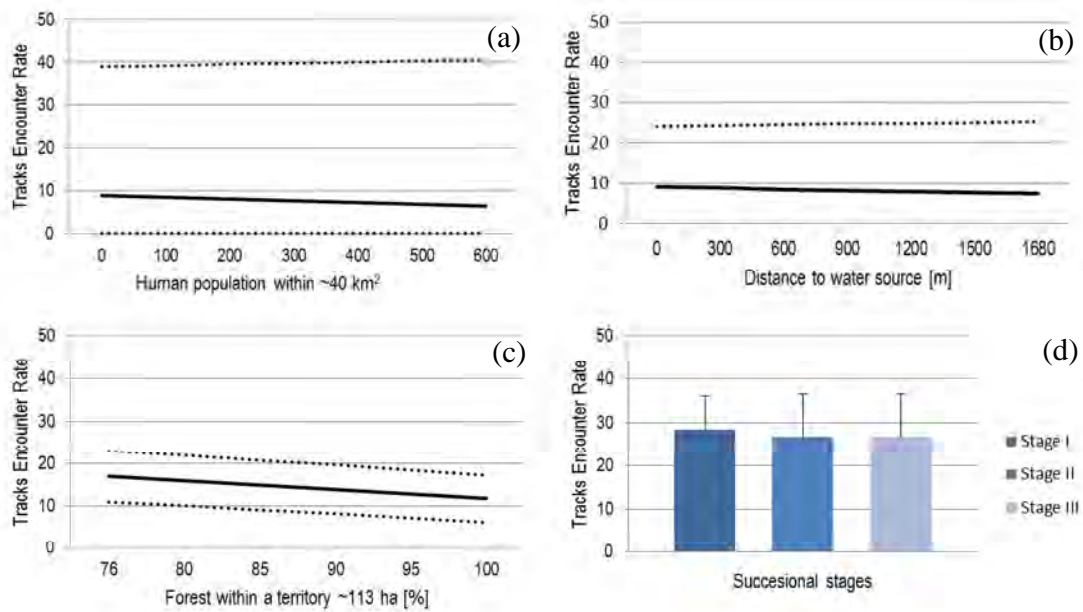 (a)
Tracks Encounter Rate
50
40
30
20
10
0
0 100 200 300 400 500 600
Human population within ~40 km²
(b)
Tracks Encounter Rate
50
40
30
20
10
0
0 300 600 900 1200 1500 1680
Distance to water source [m]
(c)
Tracks Encounter Rate
50
40
30
20
10
0
76 80 85 90 95 100
Forest within a territory ~113 ha [%]
(d)
Tracks Encounter Rate
50
40
30
20
10
0
Succesional stages
Stage I
Stage II
Stage III